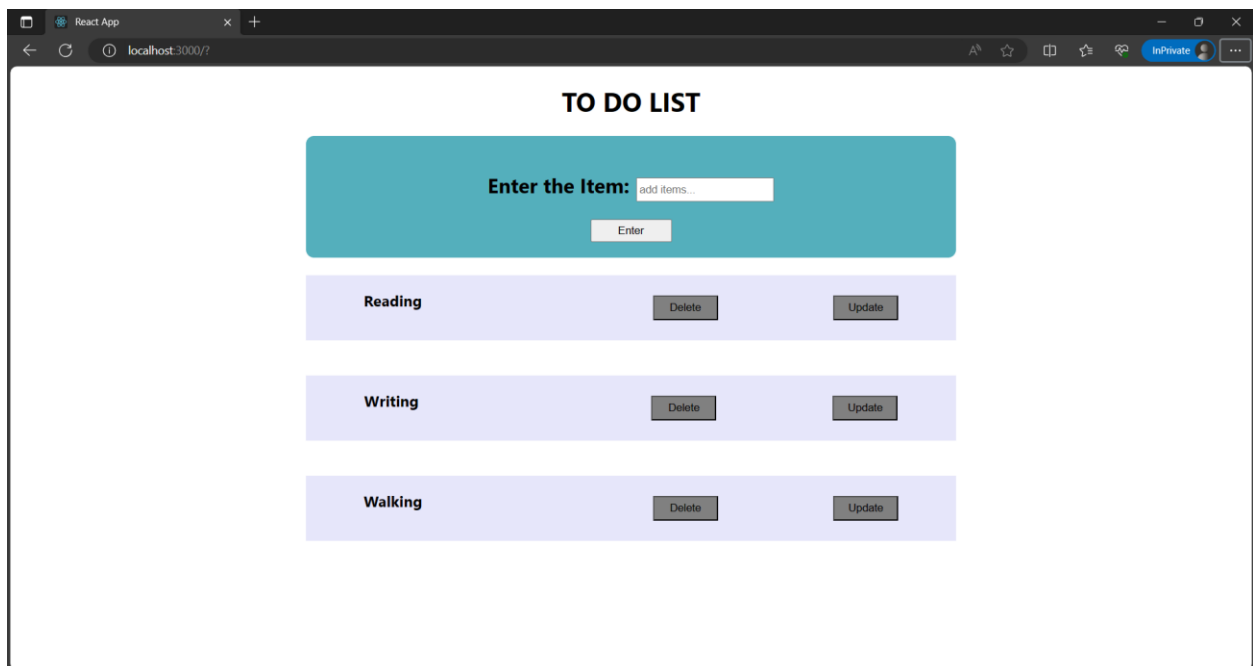 React App
localhost:3000/?
InPrivate
TO DO LIST
Enter the Item: add items...
Enter
Reading Delete Update
Writing Delete Update
Walking Delete Update